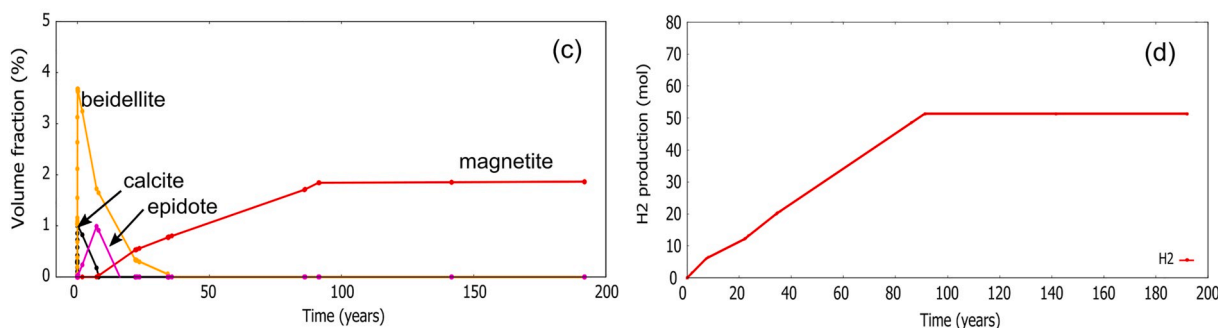 (c)
5
4
3
2
1
0
Volume fraction (%)
beidellite
calcite
epidote
magnetite
0 50 100 150 200
Time (years)
(d)
80
70
60
50
40
30
20
10
0
H2 production (mol)
H2
0 20 40 60 80 100 120 140 160 180 200
Time (years)